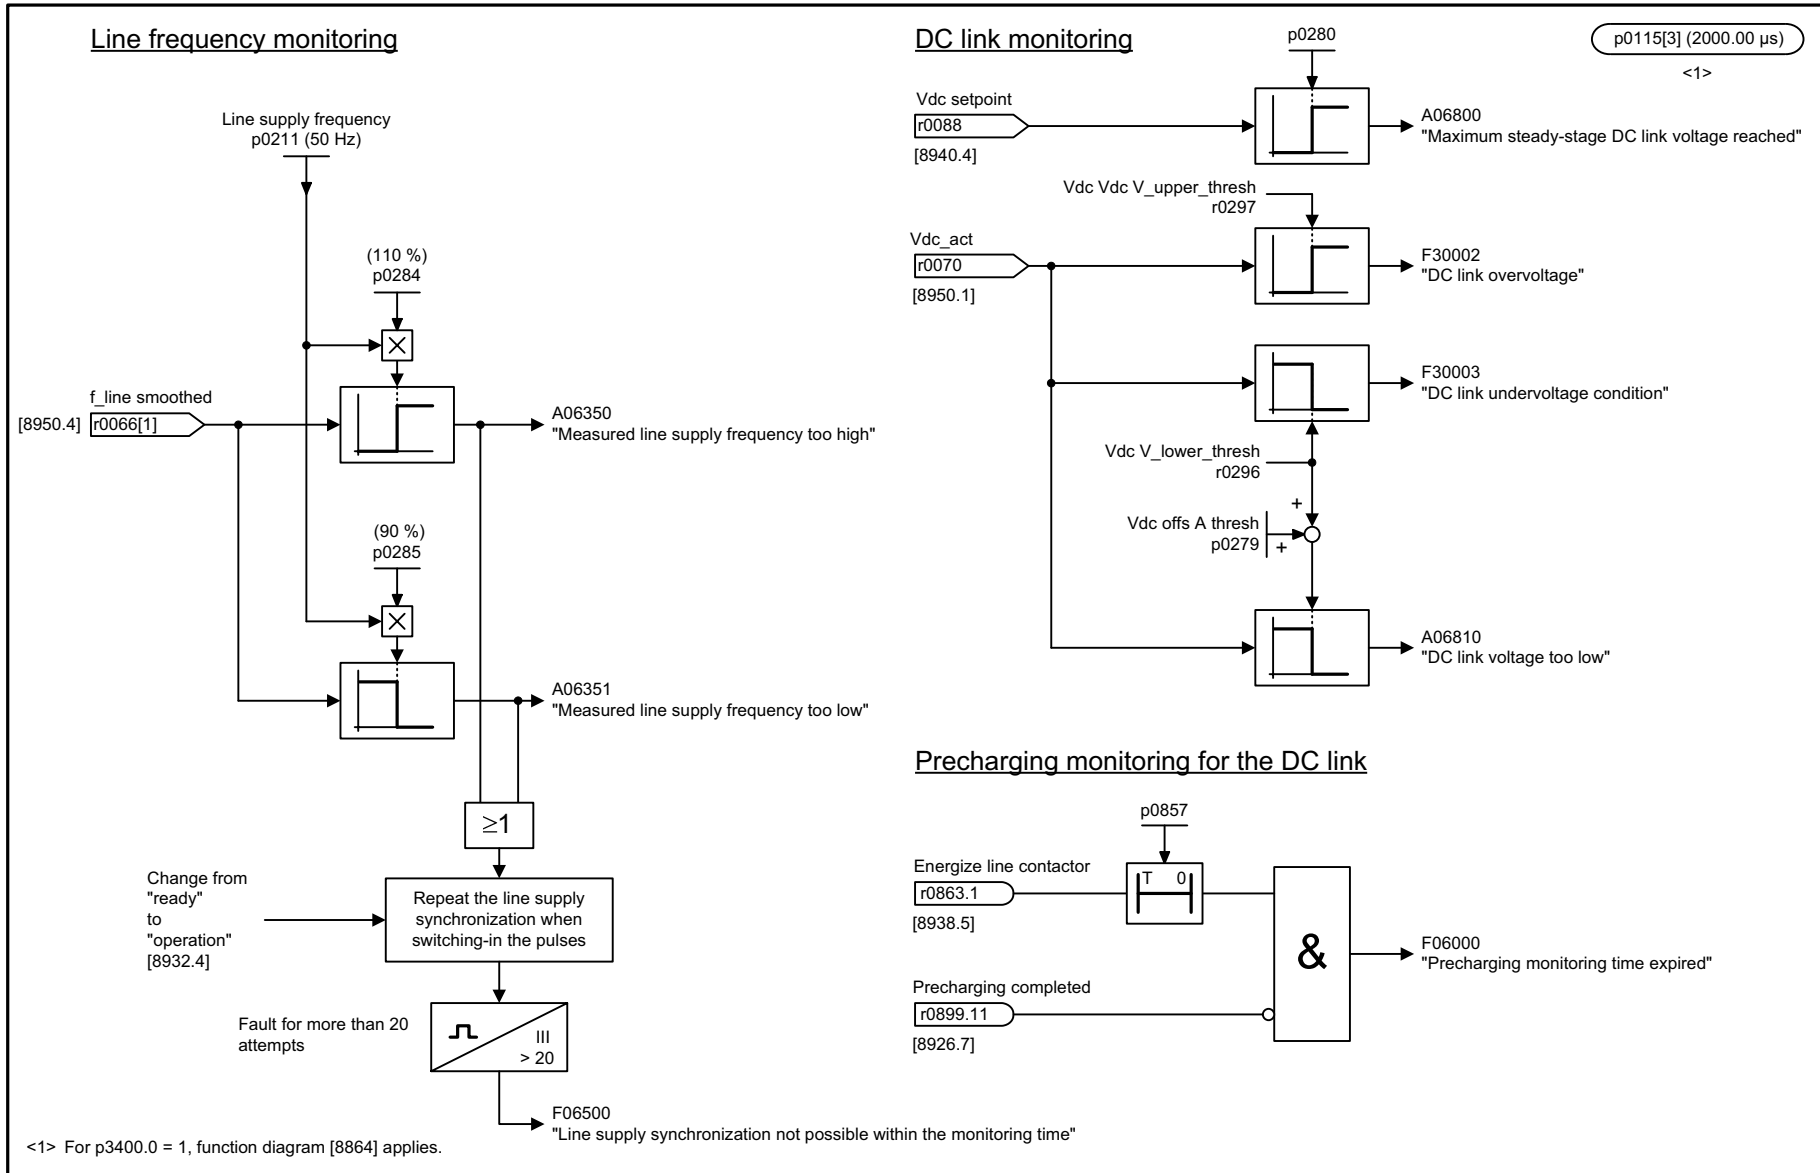 Line frequency monitoring
Line supply frequency
p0211 (50 Hz)
(110 %)
p0284
f_line smoothed
[8950.4]
r0066[1]
A06350
"Measured line supply frequency too high"
(90 %)
p0285
A06351
"Measured line supply frequency too low"
≥1
Change from
"ready"
to
"operation"
[8932.4]
Repeat the line supply
synchronization when
switching-in the pulses
Fault for more than 20
attempts
III
> 20
F06500
"Line supply synchronization not possible within the monitoring time"
<1> For p3400.0 = 1, function diagram [8864] applies.
DC link monitoring
p0280
p0115[3] (2000.00 µs)
<1>
Vdc setpoint
r0088
[8940.4]
A06800
"Maximum steady-stage DC link voltage reached"
Vdc Vdc V_upper_thresh
r0297
Vdc_act
r0070
[8950.1]
F30002
"DC link overvoltage"
F30003
"DC link undervoltage condition"
Vdc V_lower_thresh
r0296
+
Vdc offs A thresh
p0279
+
A06810
"DC link voltage too low"
Precharging monitoring for the DC link
p0857
Energize line contactor
r0863.1
[8938.5]
T 0
&
F06000
"Precharging monitoring time expired"
Precharging completed
r0899.11
[8926.7]